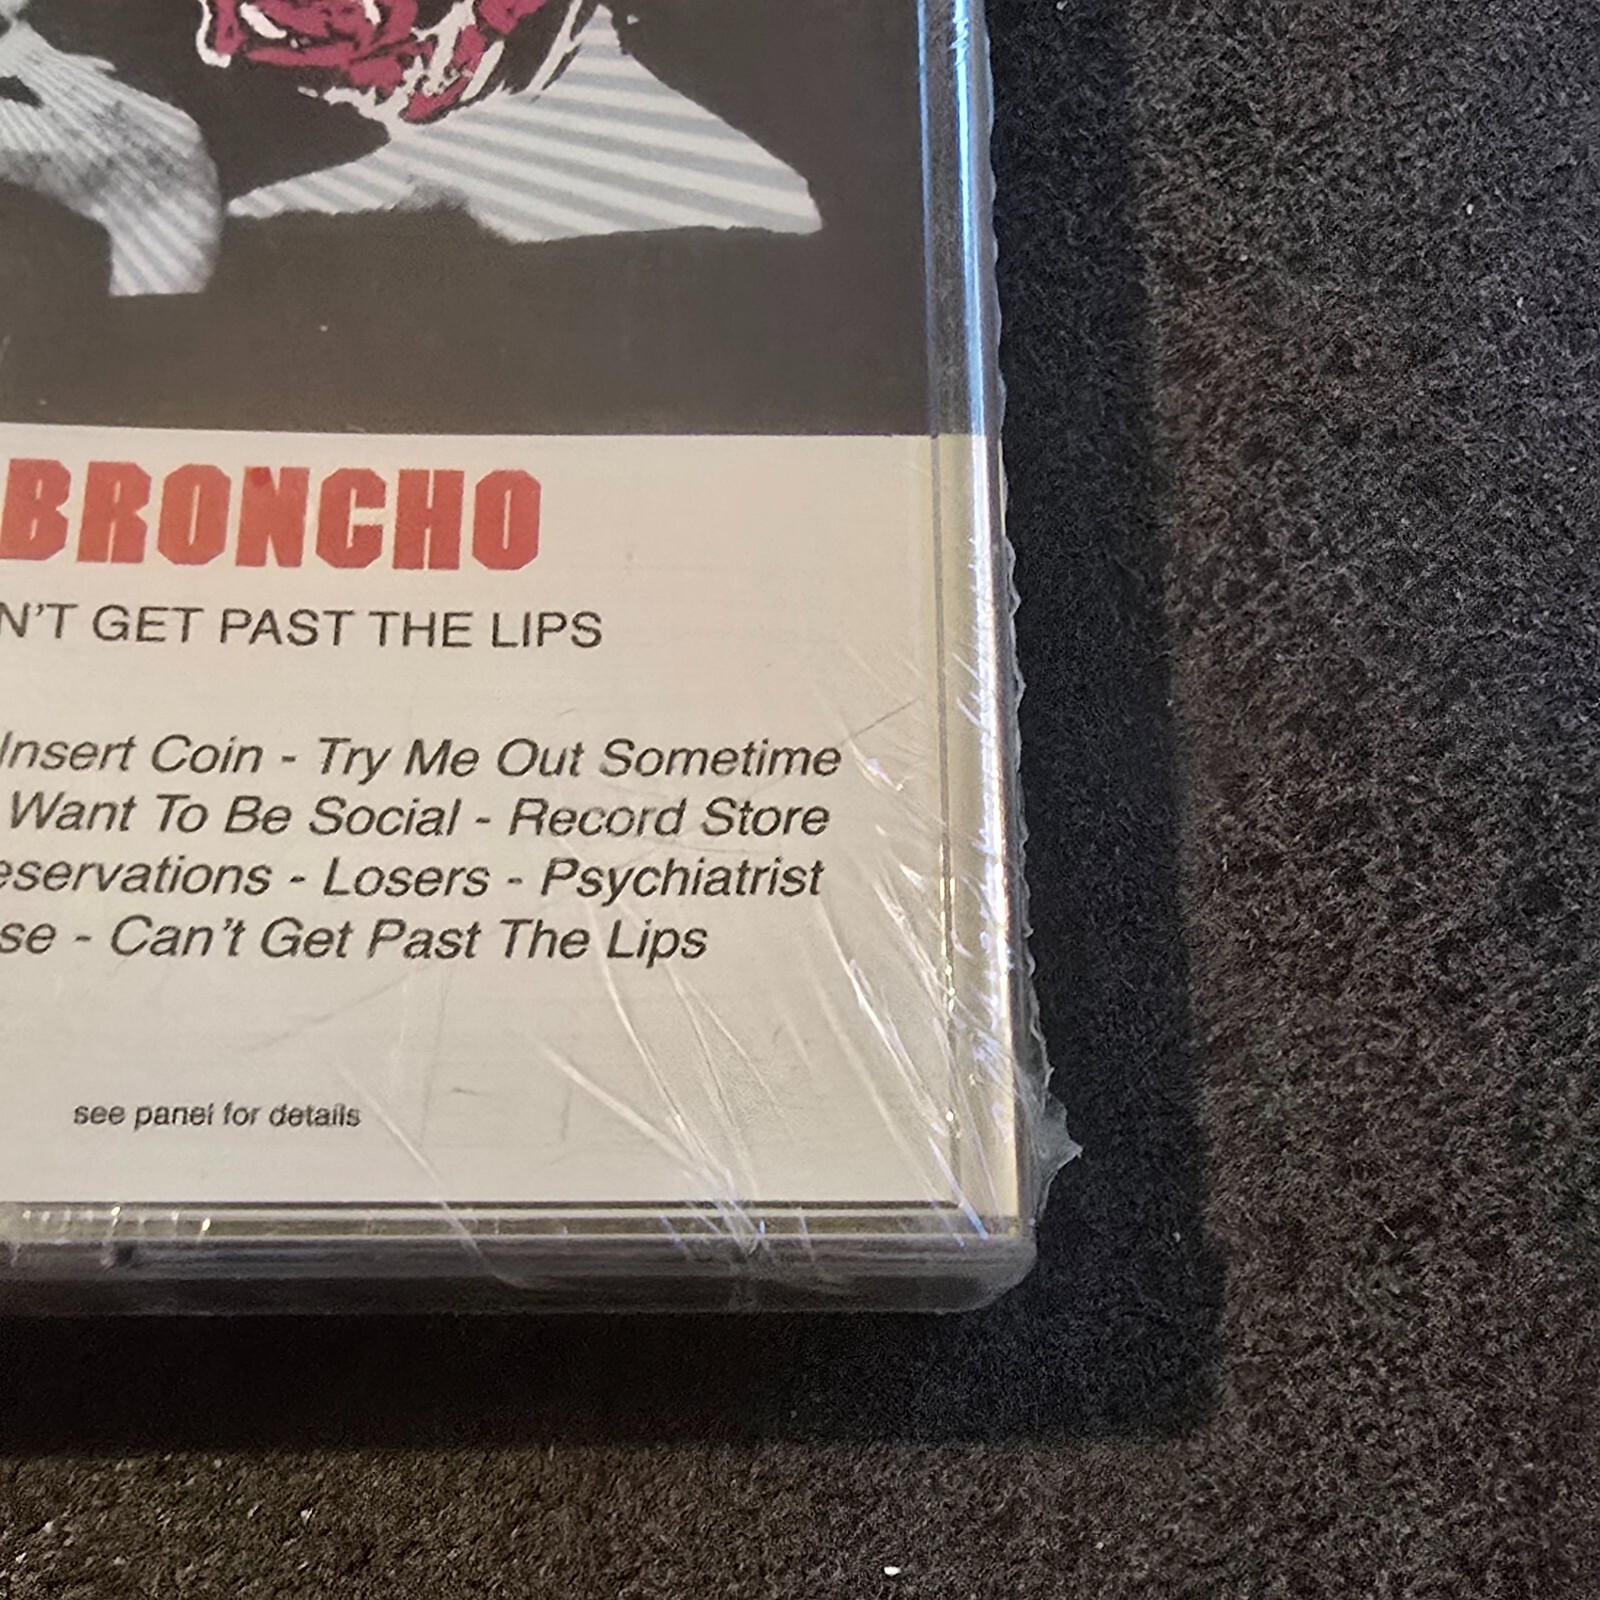 BRONCHO
N'T GET PAST THE LIPS
Insert Coin - Try Me Out Sometime
Want To Be Social - Record Store
eservations - Losers - Psychiatrist
se - Can't Get Past The Lips
see panel for details